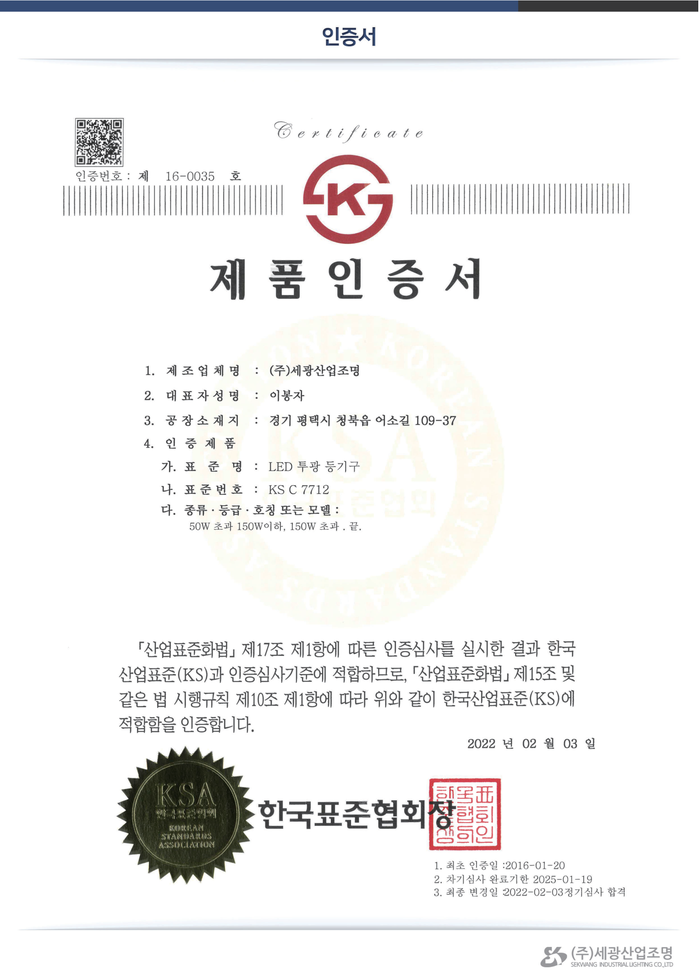 인증서
Certificate
인증번호 : 제 16-0035 호
KS
제 품 인 증 서
1. 제 조 업 체 명 : (주)세광산업조명
2. 대 표 자 성 명 : 이봉자
3. 공 장 소 재 지 : 경기 평택시 청북읍 어소길 109-37
4. 인 증 제 품
가. 표 준 명 : LED 투광 등기구
나. 표 준 번 호 : KS C 7712
다. 종류 · 등급 · 호칭 또는 모델 :
50W 초과 150W이하, 150W 초과 . 끝.
「산업표준화법」 제17조 제1항에 따른 인증심사를 실시한 결과 한국
산업표준(KS)과 인증심사기준에 적합하므로, 「산업표준화법」 제15조 및
같은 법 시행규칙 제10조 제1항에 따라 위와 같이 한국산업표준(KS)에
적합함을 인증합니다.
2022 년 02 월 03 일
KSA
한국표준협회
KOREAN
STANDARDS
ASSOCIATION
한국표준협회장
1. 최초 인증일 :2016-01-20
2. 차기심사 완료기한 2025-01-19
3. 최종 변경일 :2022-02-03정기심사 합격
(주)세광산업조명
SEKWANG INDUSTRIAL LIGHTING CO.,LTD